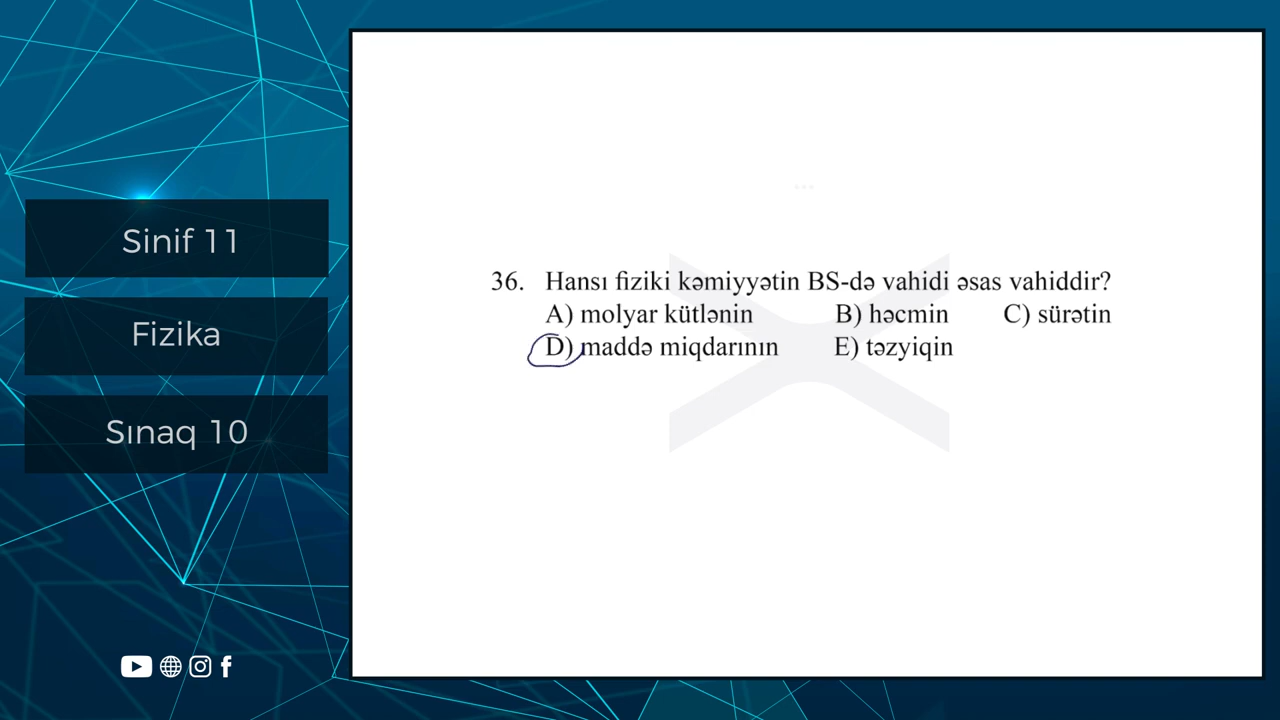 Sinif 11
Fizika
Sınaq 10
36. Hansı fiziki kəmiyyətin BS-də vahidi əsas vahiddir?
A) molyar kütlənin B) həcmin C) sürətin
D) maddə miqdarının E) təzyiqin